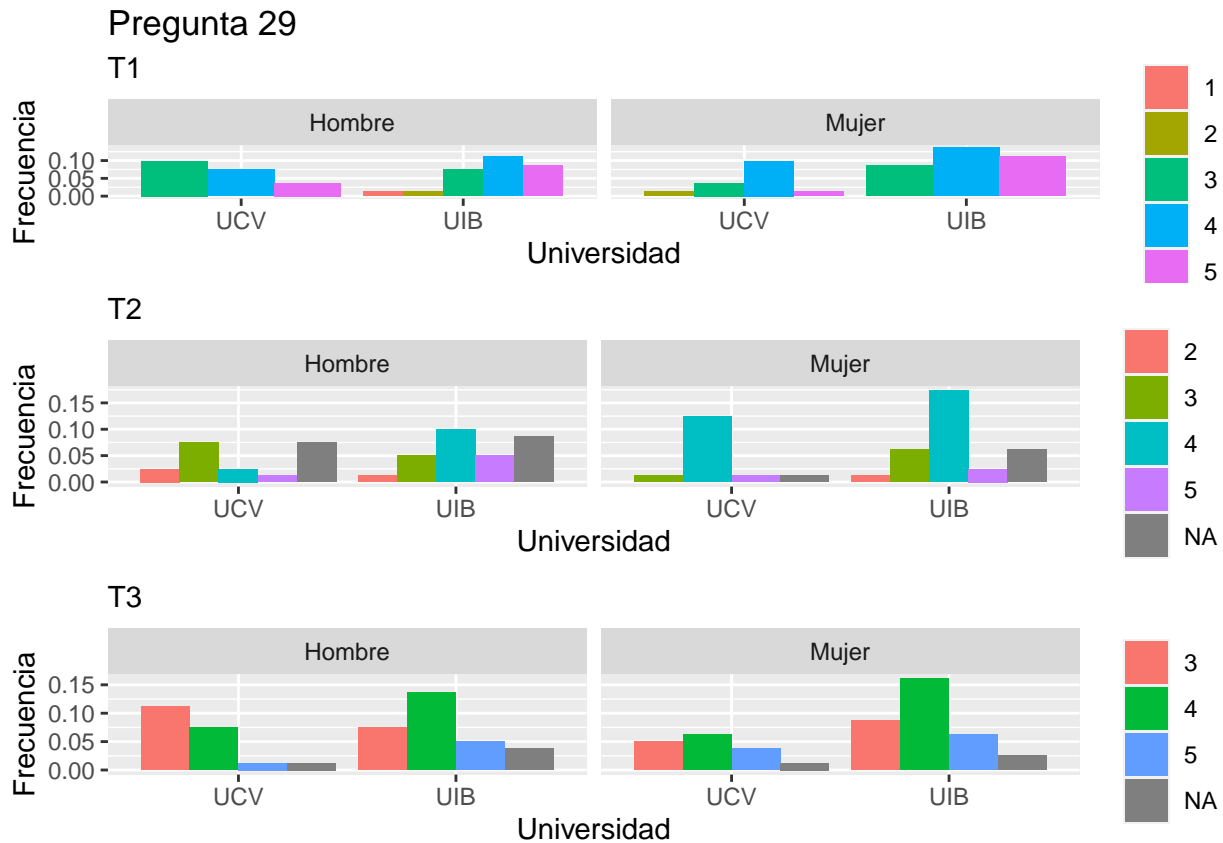 Pregunta 29
T1
Hombre Mujer
Frecuencia
0.10
0.05
0.00
UCV UIB UCV UIB
Universidad
1
2
3
4
5
T2
Hombre Mujer
Frecuencia
0.15
0.10
0.05
0.00
UCV UIB UCV UIB
Universidad
2
3
4
5
NA
T3
Hombre Mujer
Frecuencia
0.15
0.10
0.05
0.00
UCV UIB UCV UIB
Universidad
3
4
5
NA